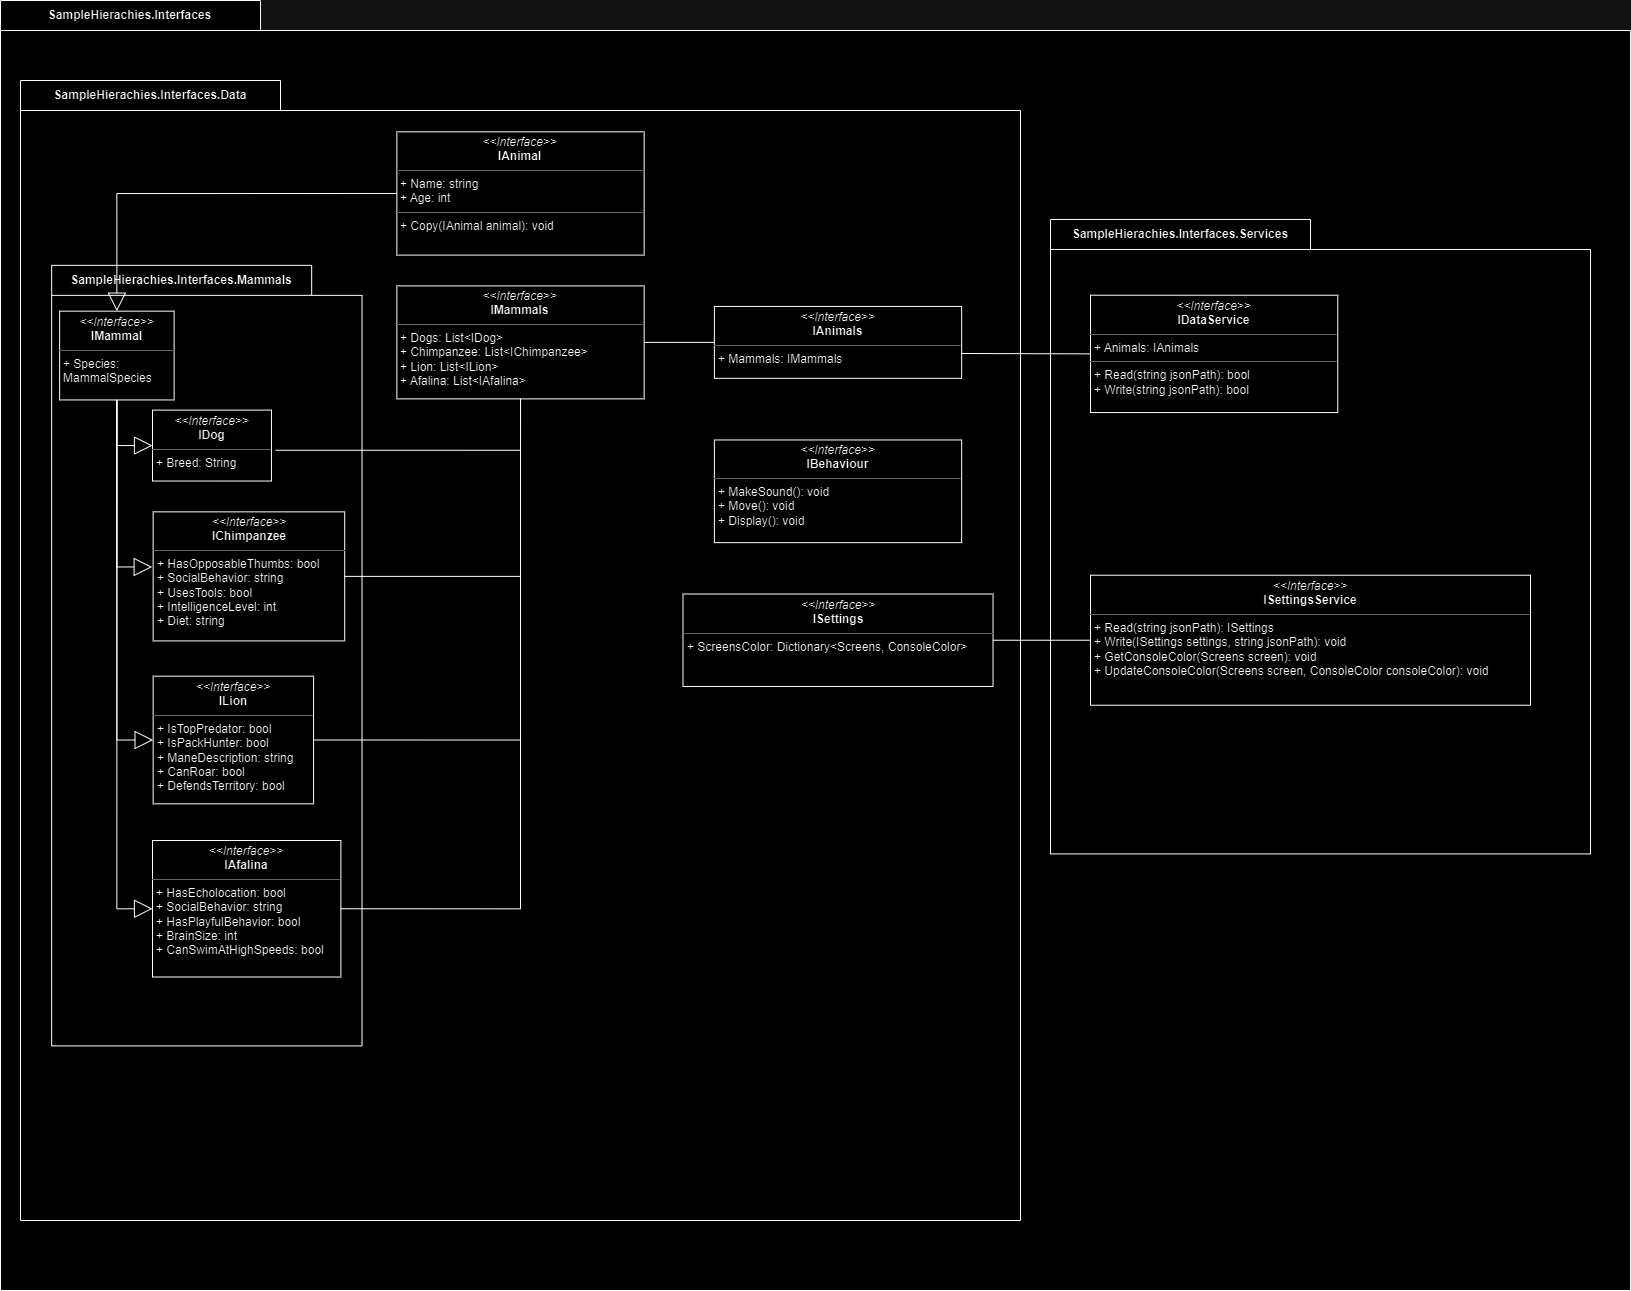 SampleHierachies.Interfaces
SampleHierachies.Interfaces.Data
<<Interface>>
IAnimal
+ Name: string
+ Age: int
+ Copy(IAnimal animal): void
SampleHierachies.Interfaces.Mammals
<<Interface>>
IMammal
+ Species:
MammalSpecies
<<Interface>>
IDog
+ Breed: String
<<Interface>>
IChimpanzee
+ HasOpposableThumbs: bool
+ SocialBehavior: string
+ UsesTools: bool
+ IntelligenceLevel: int
+ Diet: string
<<Interface>>
ILion
+ IsTopPredator: bool
+ IsPackHunter: bool
+ ManeDescription: string
+ CanRoar: bool
+ DefendsTerritory: bool
<<Interface>>
IAfalina
+ HasEcholocation: bool
+ SocialBehavior: string
+ HasPlayfulBehavior: bool
+ BrainSize: int
+ CanSwimAtHighSpeeds: bool
<<Interface>>
IMammals
+ Dogs: List<IDog>
+ Chimpanzee: List<IChimpanzee>
+ Lion: List<ILion>
+ Afalina: List<IAfalina>
<<Interface>>
IAnimals
+ Mammals: IMammals
<<Interface>>
IBehaviour
+ MakeSound(): void
+ Move(): void
+ Display(): void
<<Interface>>
ISettings
+ ScreensColor: Dictionary<Screens, ConsoleColor>
SampleHierachies.Interfaces.Services
<<Interface>>
IDataService
+ Animals: IAnimals
+ Read(string jsonPath): bool
+ Write(string jsonPath): bool
<<Interface>>
ISettingsService
+ Read(string jsonPath): ISettings
+ Write(ISettings settings, string jsonPath): void
+ GetConsoleColor(Screens screen): void
+ UpdateConsoleColor(Screens screen, ConsoleColor consoleColor): void